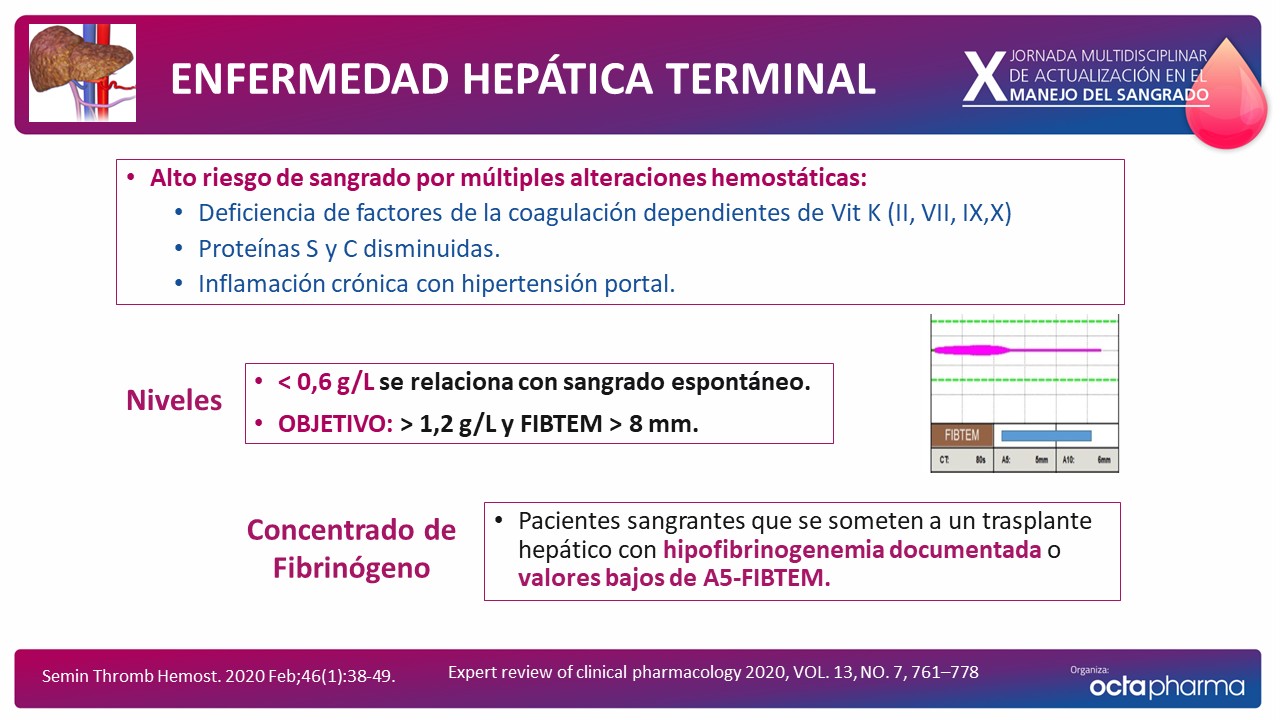 ENFERMEDAD HEPÁTICA TERMINAL
X JORNADA MULTIDISCIPLINAR
DE ACTUALIZACIÓN EN EL
MANEJO DEL SANGRADO
• Alto riesgo de sangrado por múltiples alteraciones hemostáticas:
• Deficiencia de factores de la coagulación dependientes de Vit K (II, VII, IX,X)
• Proteínas S y C disminuidas.
• Inflamación crónica con hipertensión portal.
Niveles
• < 0,6 g/L se relaciona con sangrado espontáneo.
• OBJETIVO: > 1,2 g/L y FIBTEM > 8 mm.
FIBTEM
CT: 80s A5: 5mm A10: 6mm
Concentrado de
Fibrinógeno
• Pacientes sangrantes que se someten a un trasplante
hepático con hipofibrinogenemia documentada o
valores bajos de A5-FIBTEM.
Semin Thromb Hemost. 2020 Feb;46(1):38-49.
Expert review of clinical pharmacology 2020, VOL. 13, NO. 7, 761–778
Organiza:
octapharma